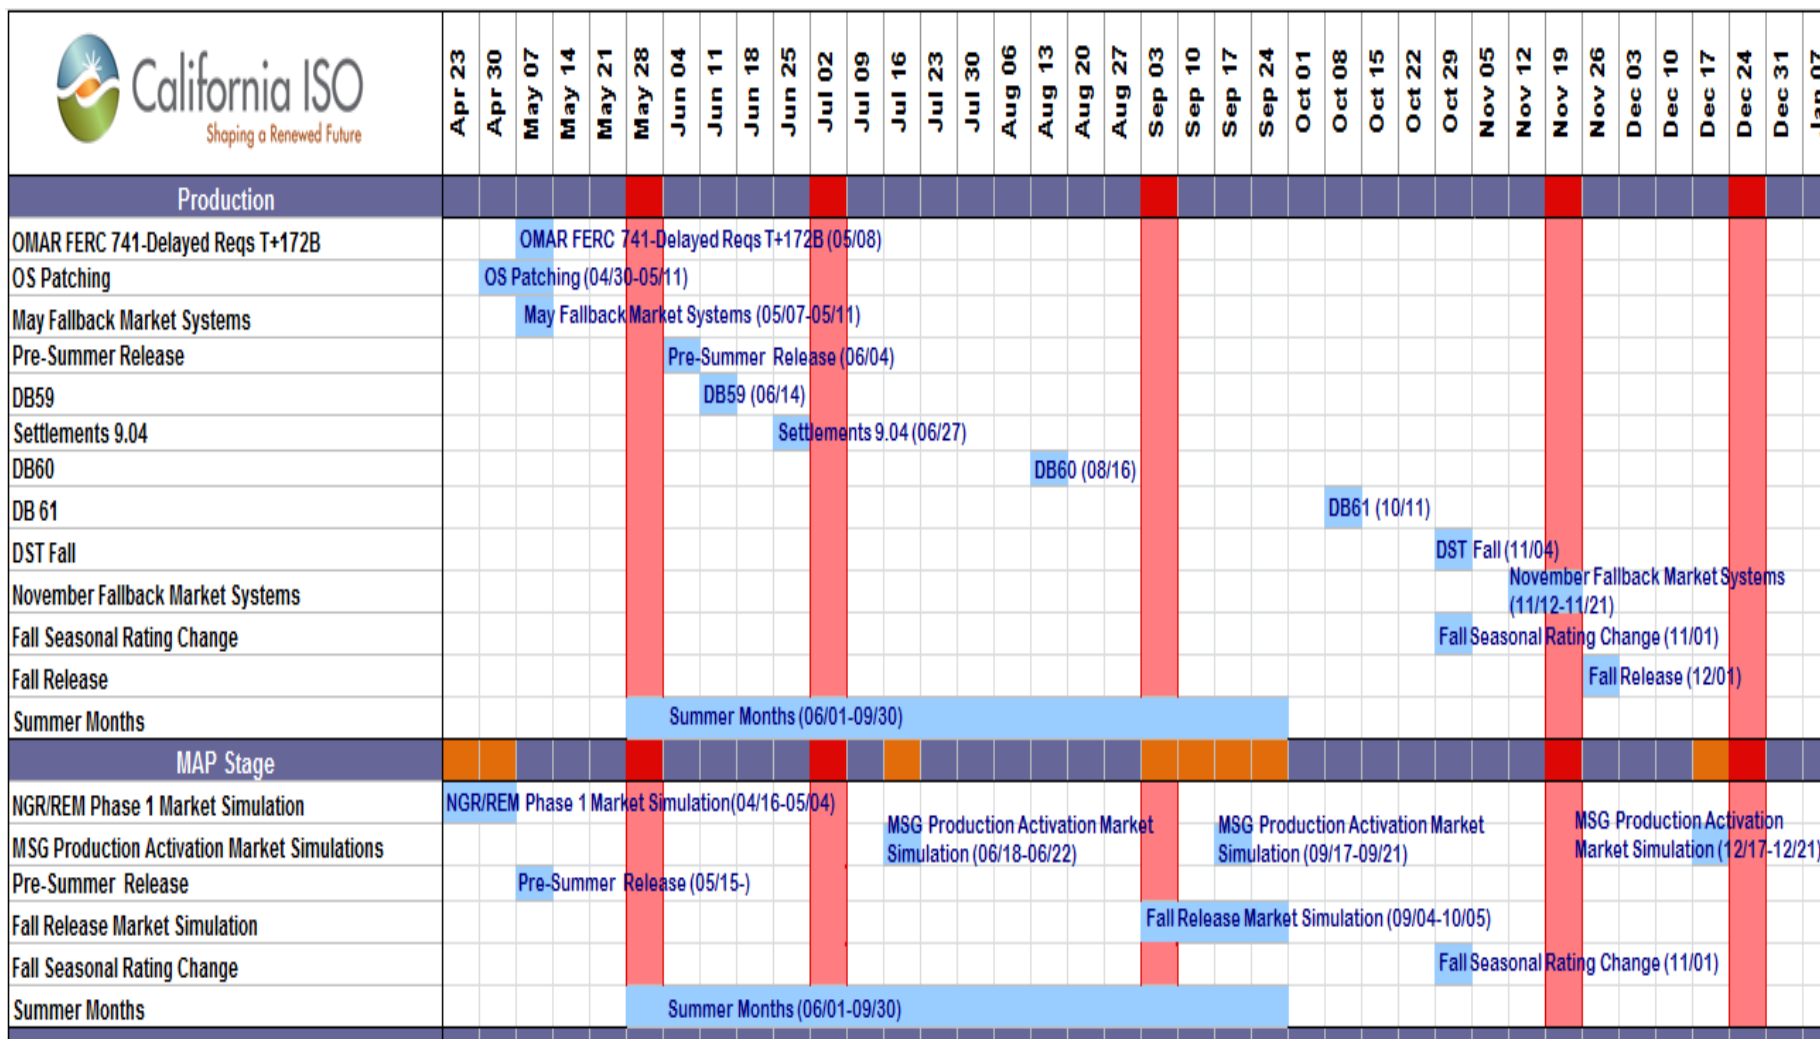 California ISO
Shaping a Renewed Future
Apr 23
Apr 30
May 07
May 14
May 21
May 28
Jun 04
Jun 11
Jun 18
Jun 25
Jul 02
Jul 09
Jul 16
Jul 23
Jul 30
Aug 06
Aug 13
Aug 20
Aug 27
Sep 03
Sep 10
Sep 17
Sep 24
Oct 01
Oct 08
Oct 15
Oct 22
Oct 29
Nov 05
Nov 12
Nov 19
Nov 26
Dec 03
Dec 10
Dec 17
Dec 24
Dec 31
Jan 07
Production
OMAR FERC 741-Delayed Reqs T+172B
OMAR FERC 741-Delayed Reqs T+172B (05/08)
OS Patching
OS Patching (04/30-05/11)
May Fallback Market Systems
May Fallback Market Systems (05/07-05/11)
Pre-Summer Release
Pre-Summer Release (06/04)
DB59
DB59 (06/14)
Settlements 9.04
Settlements 9.04 (06/27)
DB60
DB60 (08/16)
DB 61
DB61 (10/11)
DST Fall
DST Fall (11/04)
November Fallback Market Systems
November Fallback Market Systems
(11/12-11/21)
Fall Seasonal Rating Change
Fall Seasonal Rating Change (11/01)
Fall Release
Fall Release (12/01)
Summer Months
Summer Months (06/01-09/30)
MAP Stage
NGR/REM Phase 1 Market Simulation
NGR/REM Phase 1 Market Simulation(04/16-05/04)
MSG Production Activation Market Simulations
MSG Production Activation Market
Simulation (06/18-06/22)
MSG Production Activation Market
Simulation (09/17-09/21)
MSG Production Activation
Market Simulation (12/17-12/21)
Pre-Summer Release
Pre-Summer Release (05/15-)
Fall Release Market Simulation
Fall Release Market Simulation (09/04-10/05)
Fall Seasonal Rating Change
Fall Seasonal Rating Change (11/01)
Summer Months
Summer Months (06/01-09/30)